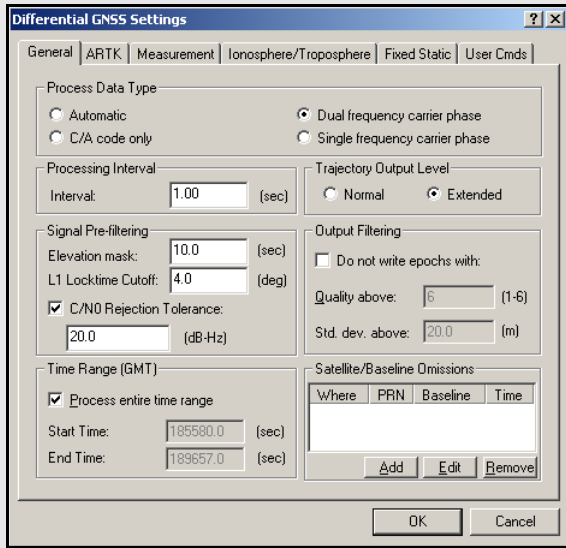 Differential GNSS Settings
General ARTK Measurement Ionosphere/Troposphere Fixed Static User Cmds
Process Data Type
Automatic
Dual frequency carrier phase
C/A code only
Single frequency carrier phase
Processing Interval
Interval: 1.00 (sec)
Trajectory Output Level
Normal Extended
Signal Pre-filtering
Elevation mask: 10.0 (sec)
L1 Locktime Cutoff: 4.0 (deg)
C/N0 Rejection Tolerance:
20.0 (dB-Hz)
Output Filtering
Do not write epochs with:
Quality above: 6 (1-6)
Std. dev. above: 20.0 (m)
Time Range (GMT)
Process entire time range
Start Time: 185580.0 (sec)
End Time: 189657.0 (sec)
Satellite/Baseline Omissions
Where PRN Baseline Time
Add Edit Remove
OK Cancel